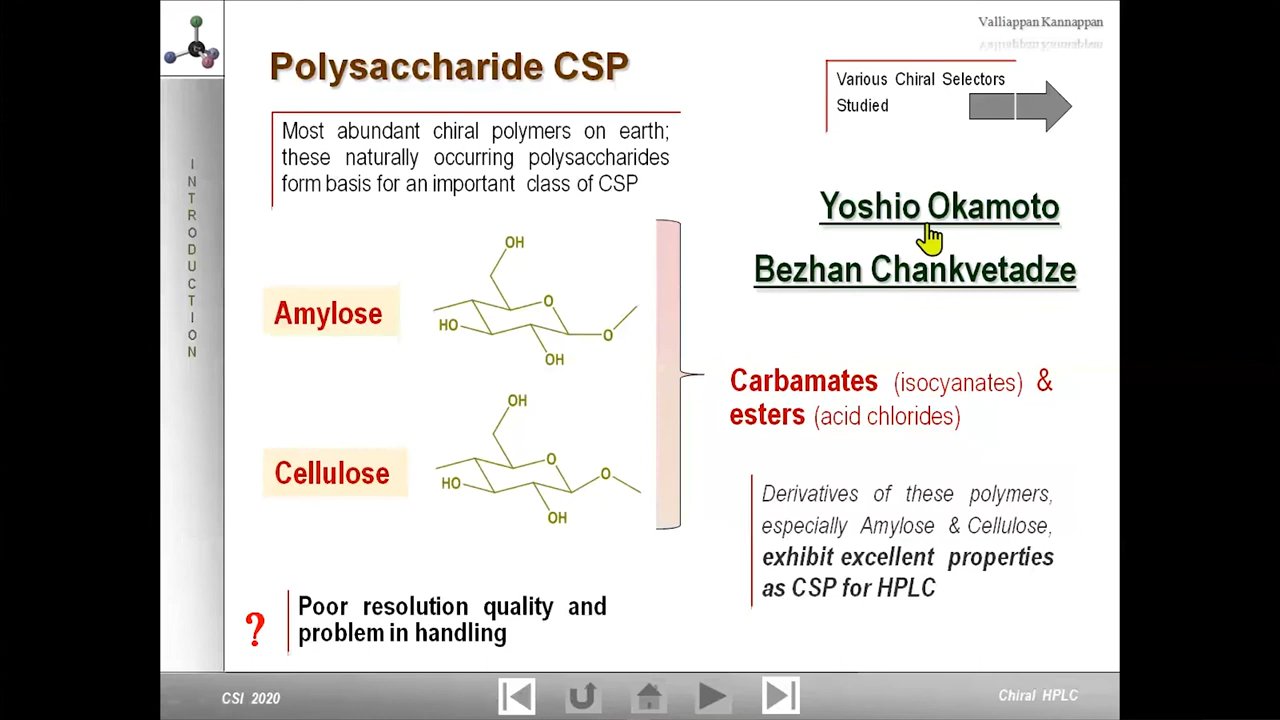 Valliappan Kannappan
Polysaccharide CSP
Various Chiral Selectors
Studied
Most abundant chiral polymers on earth;
these naturally occurring polysaccharides
form basis for an important class of CSP
INTRODUCTION
Yoshio Okamoto
Bezhan Chankvetadze
Amylose
OH
O
HO
O
OH
Carbamates (isocyanates) &
esters (acid chlorides)
Cellulose
OH
O
O
HO
OH
Derivatives of these polymers,
especially Amylose & Cellulose,
exhibit excellent properties
as CSP for HPLC
?
Poor resolution quality and
problem in handling
CSI 2020
Chiral HPLC